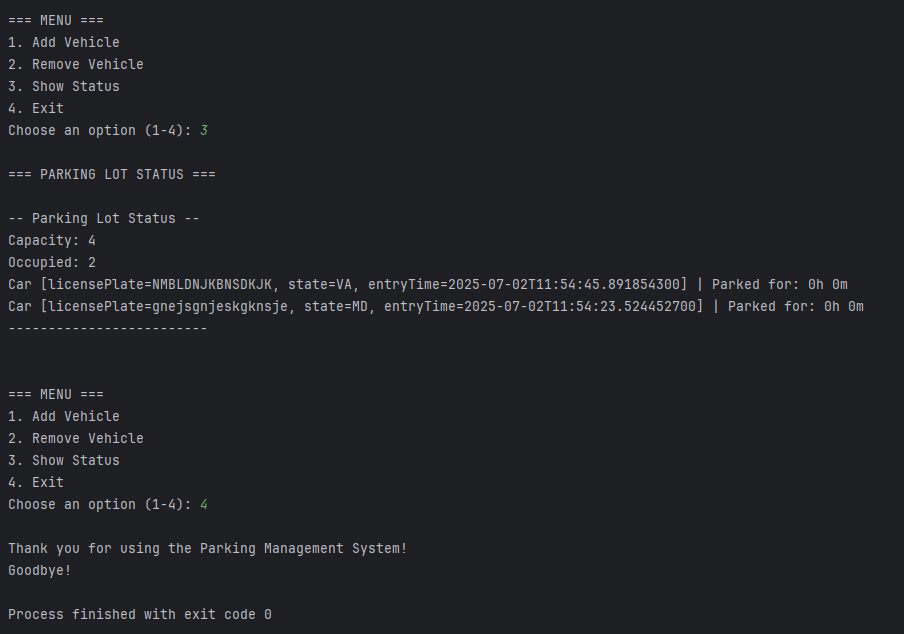 === MENU ===
1. Add Vehicle
2. Remove Vehicle
3. Show Status
4. Exit
Choose an option (1-4): 3
=== PARKING LOT STATUS ===
-- Parking Lot Status --
Capacity: 4
Occupied: 2
Car [licensePlate=NMBLDNJKBNSDKJK, state=VA, entryTime=2025-07-02T11:54:45.891854300] | Parked for: 0h 0m
Car [licensePlate=gnejsgnjeskgknsje, state=MD, entryTime=2025-07-02T11:54:23.524452700] | Parked for: 0h 0m
-------------------------
=== MENU ===
1. Add Vehicle
2. Remove Vehicle
3. Show Status
4. Exit
Choose an option (1-4): 4
Thank you for using the Parking Management System!
Goodbye!
Process finished with exit code 0